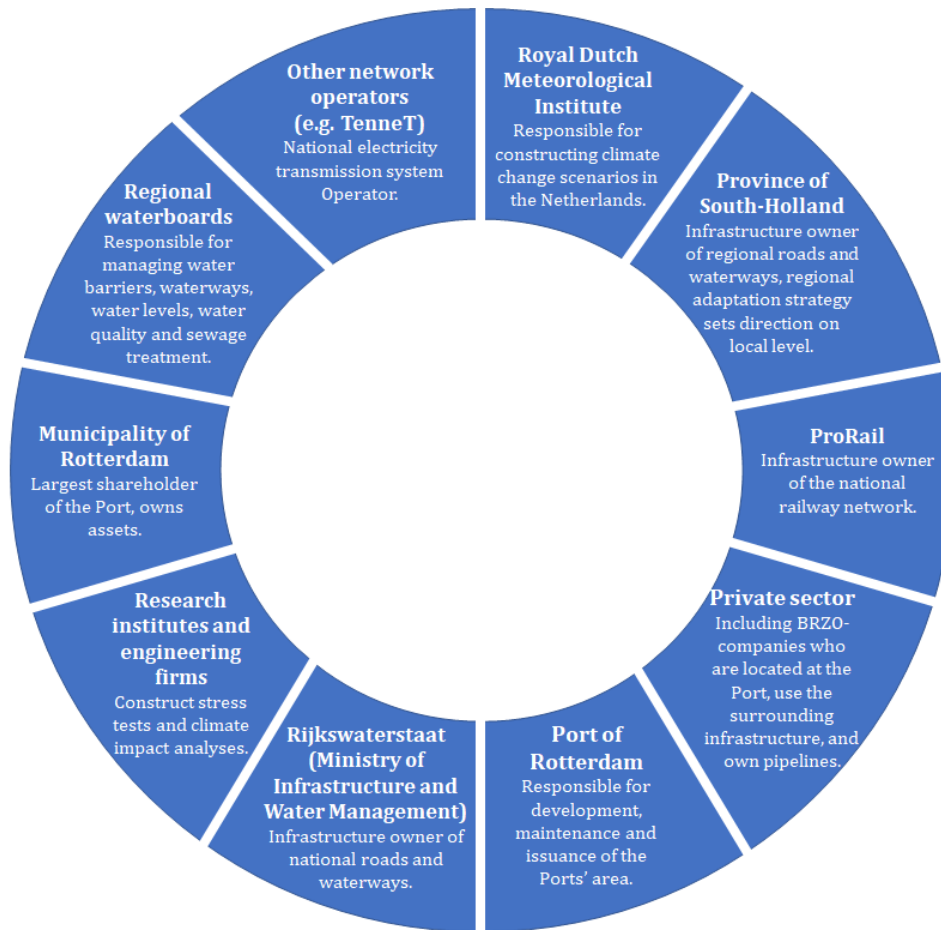 Royal Dutch
Meteorological
Institute
Responsible for
constructing climate
change scenarios in
the Netherlands.
Province of
South-Holland
Infrastructure owner
of regional roads and
waterways, regional
adaptation strategy
sets direction on
local level.
ProRail
Infrastructure owner
of the national
railway network.
Private sector
Including BRZO-
companies who
are located at the
Port, use the
surrounding
infrastructure, and
own pipelines.
Port of
Rotterdam
Responsible for
development,
maintenance and
issuance of the
Ports’ area.
Rijkswaterstaat
(Ministry of
Infrastructure and
Water Management)
Infrastructure owner of
national roads and
waterways.
Research
institutes and
engineering
firms
Construct stress
tests and climate
impact analyses.
Municipality of
Rotterdam
Largest shareholder
of the Port, owns
assets.
Regional
waterboards
Responsible for
managing water
barriers, waterways,
water levels, water
quality and sewage
treatment.
Other network
operators
(e.g. TenneT)
National electricity
transmission system
Operator.